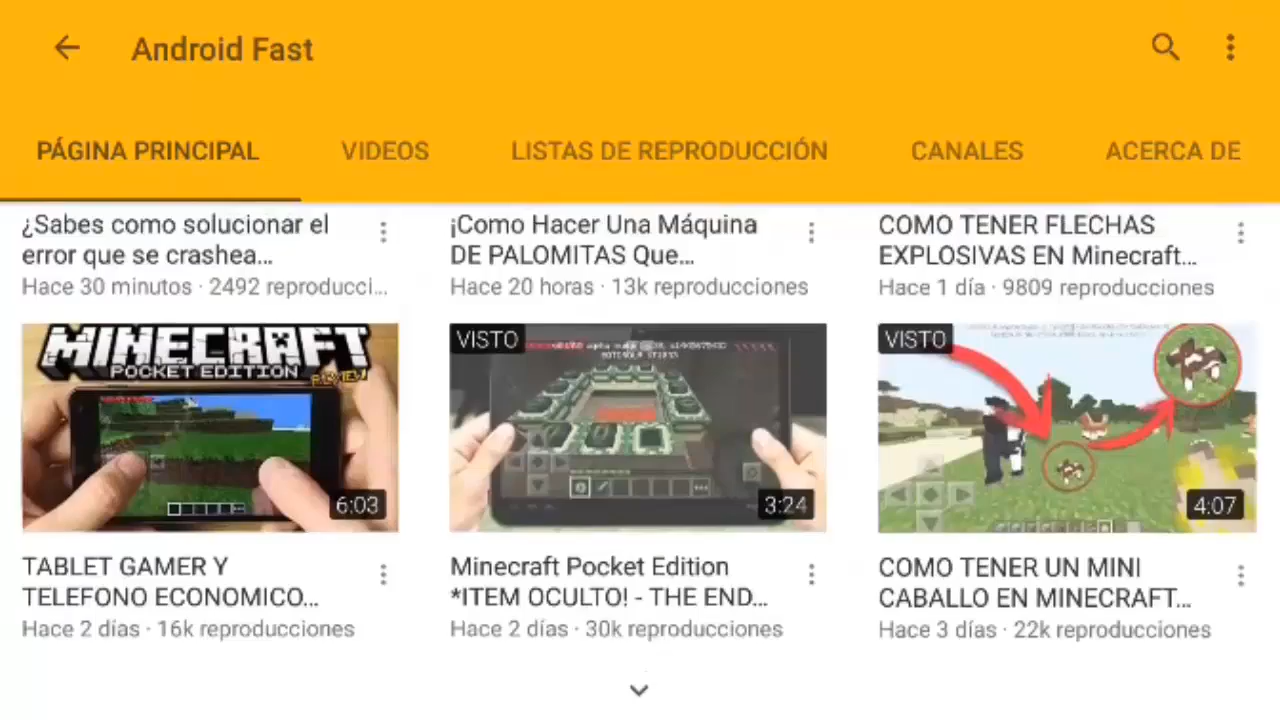 Android Fast
PÁGINA PRINCIPAL
VIDEOS
LISTAS DE REPRODUCCIÓN
CANALES
ACERCA DE
¿Sabes como solucionar el
error que se crashea...
Hace 30 minutos · 2492 reproducci...
¡Como Hacer Una Máquina
DE PALOMITAS Que...
Hace 20 horas · 13k reproducciones
COMO TENER FLECHAS
EXPLOSIVAS EN Minecraft...
Hace 1 día · 9809 reproducciones
MINECRAFT
POCKET EDITION
REVIEW
6:03
VISTO
3:24
VISTO
4:07
TABLET GAMER Y
TELEFONO ECONOMICO...
Hace 2 días · 16k reproducciones
Minecraft Pocket Edition
*ITEM OCULTO! - THE END...
Hace 2 días · 30k reproducciones
COMO TENER UN MINI
CABALLO EN MINECRAFT...
Hace 3 días · 22k reproducciones